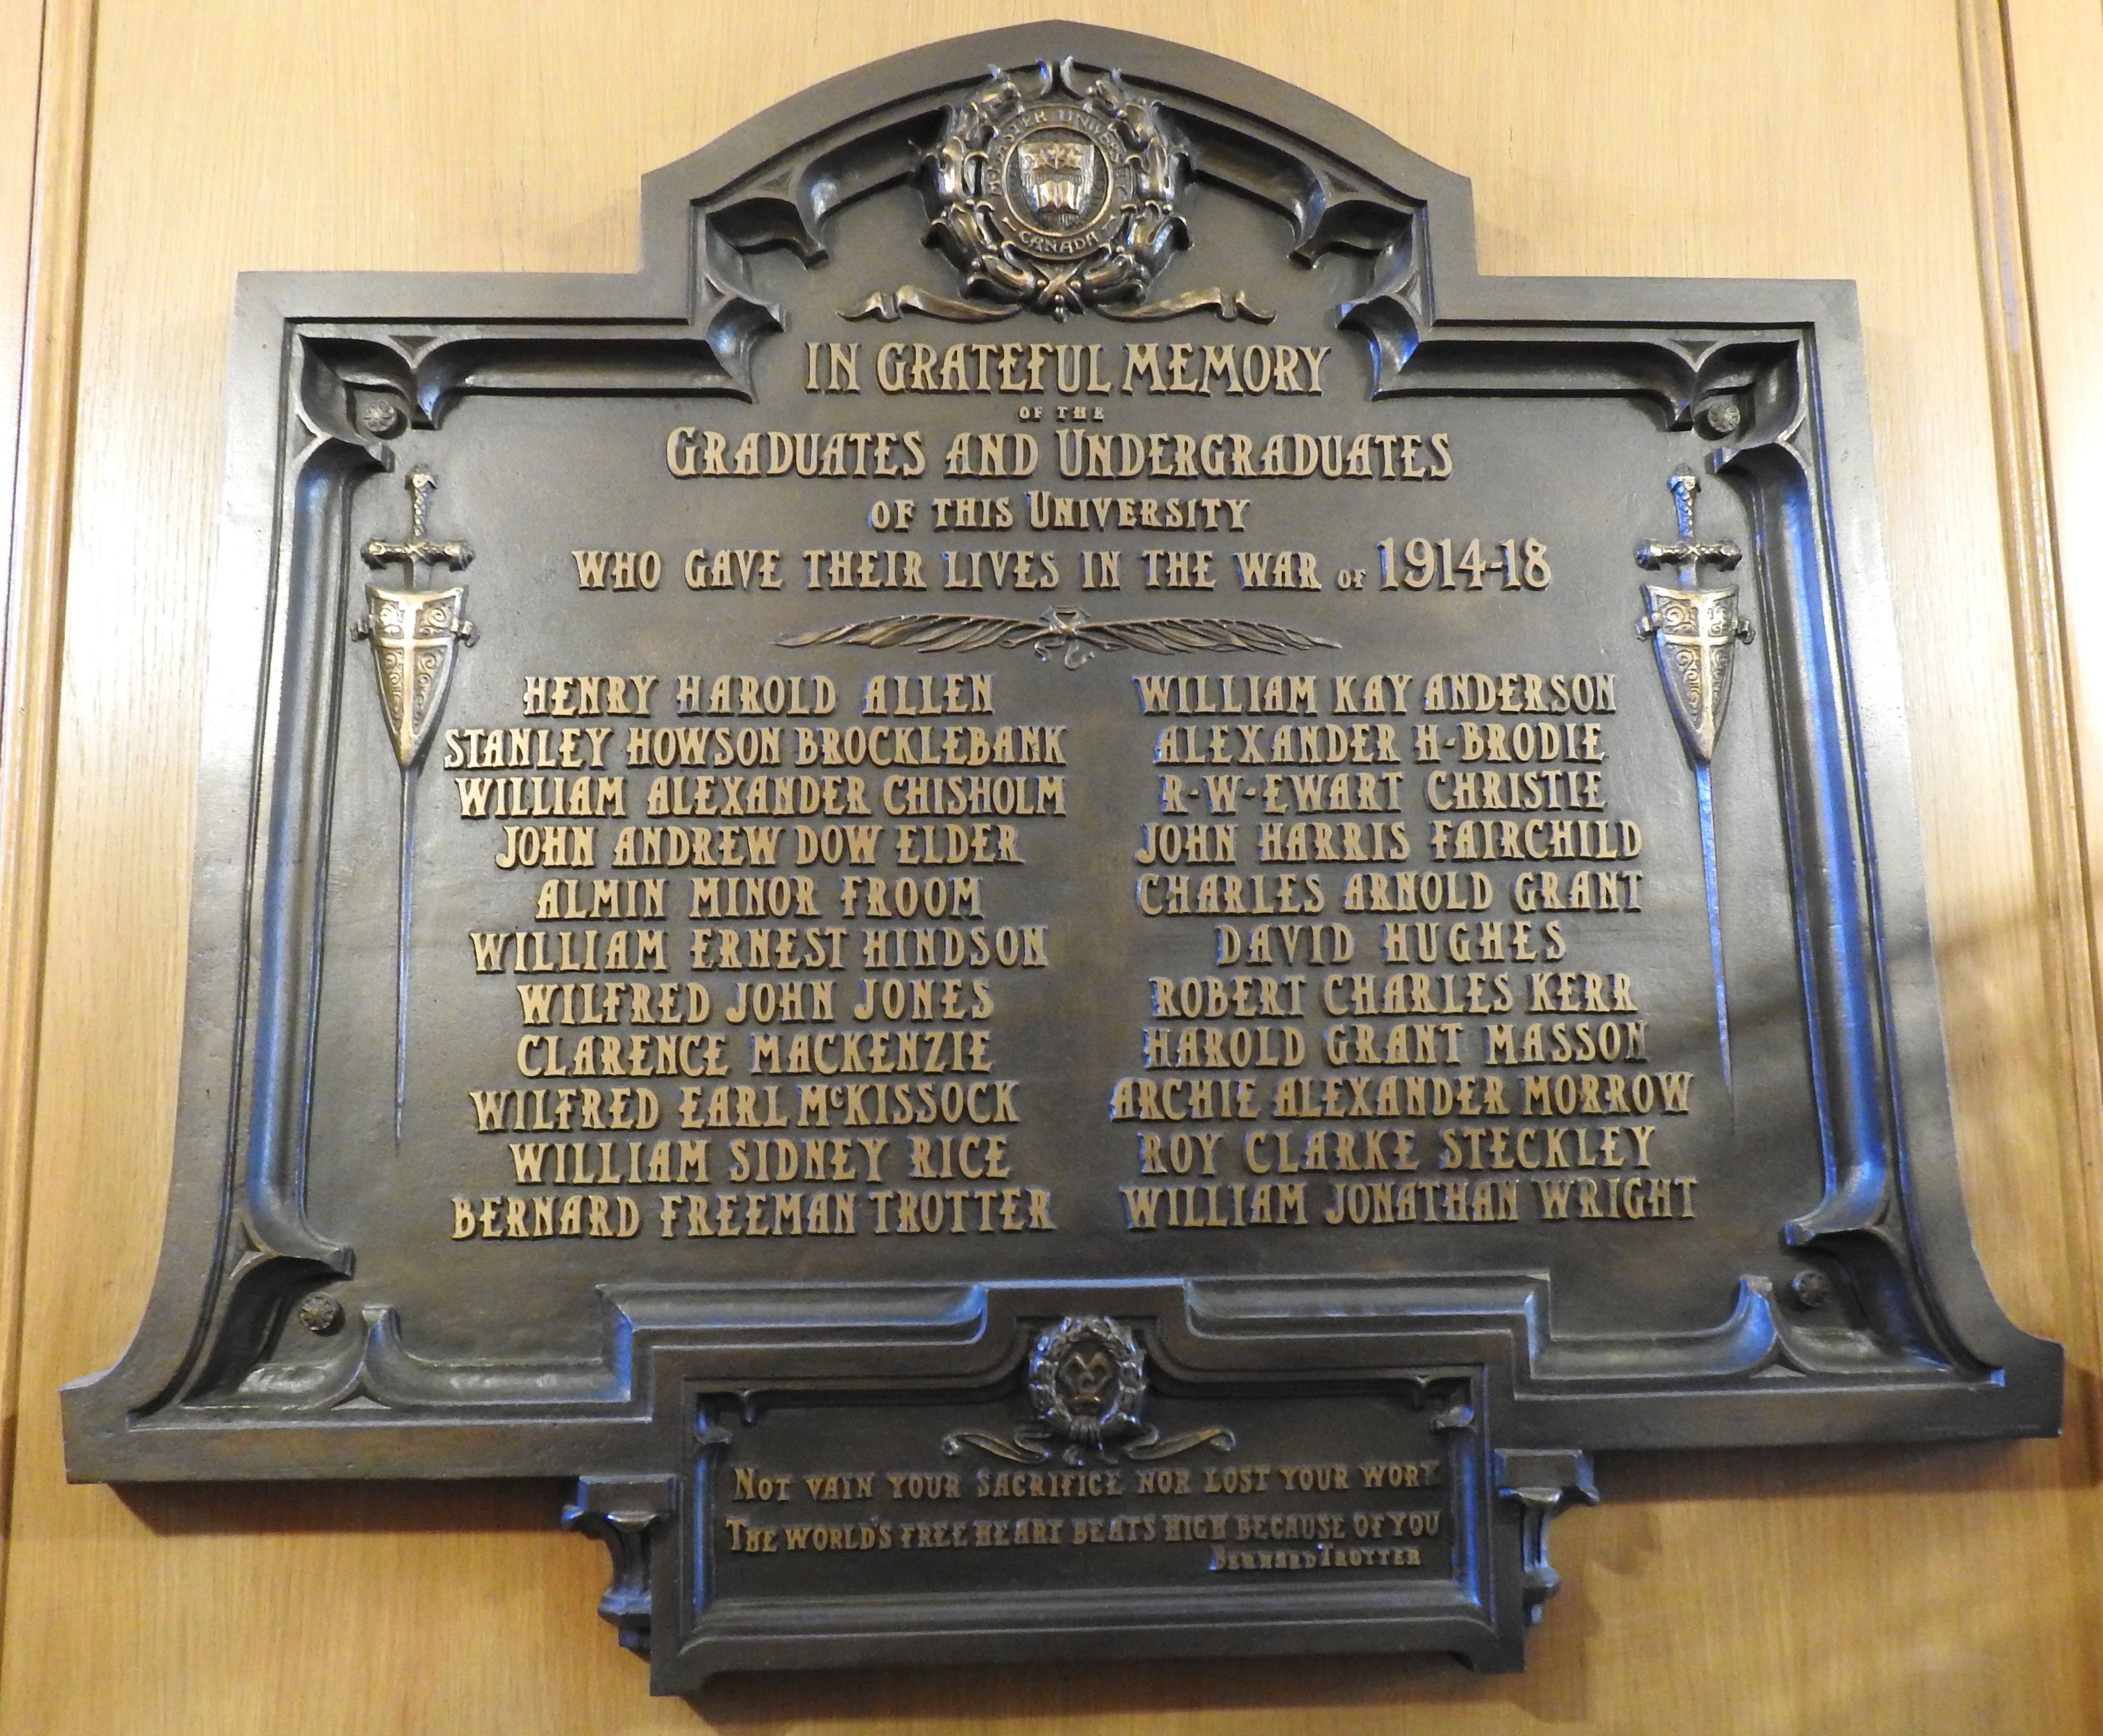 McMASTER UNIVERSITY
CANADA
IN GRATEFUL MEMORY
OF THE
GRADUATES AND UNDERGRADUATES
OF THIS UNIVERSITY
WHO GAVE THEIR LIVES IN THE WAR OF 1914-18
HENRY HAROLD ALLEN
STANLEY HOWSON BROCKLEBANK
WILLIAM ALEXANDER CHISHOLM
JOHN ANDREW DOW ELDER
ALMIN MINOR FROOM
WILLIAM ERNEST HINDSON
WILFRED JOHN JONES
CLARENCE MACKENZIE
WILFRED EARL McKISSOCK
WILLIAM SIDNEY RICE
BERNARD FREEMAN TROTTER
WILLIAM KAY ANDERSON
ALEXANDER H-BRODIE
R-W-EWART CHRISTIE
JOHN HARRIS FAIRCHILD
CHARLES ARNOLD GRANT
DAVID HUGHES
ROBERT CHARLES KERR
HAROLD GRANT MASSON
ARCHIE ALEXANDER MORROW
ROY CLARKE STECKLEY
WILLIAM JONATHAN WRIGHT
NOT VAIN YOUR SACRIFICE NOR LOST YOUR WORK
THE WORLD'S FREE HEART BEATS HIGH BECAUSE OF YOU
BERNARD TROTTER